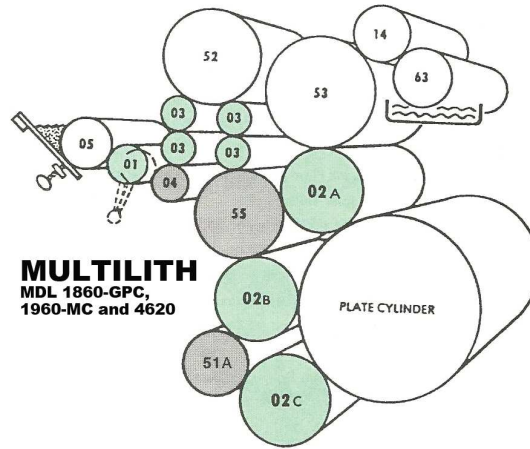 14
52
63
53
03
03
05
03
03
01
04
02A
55
MULTILITH
MDL 1860-GPC,
1960-MC and 4620
02B
PLATE CYLINDER
51A
02C